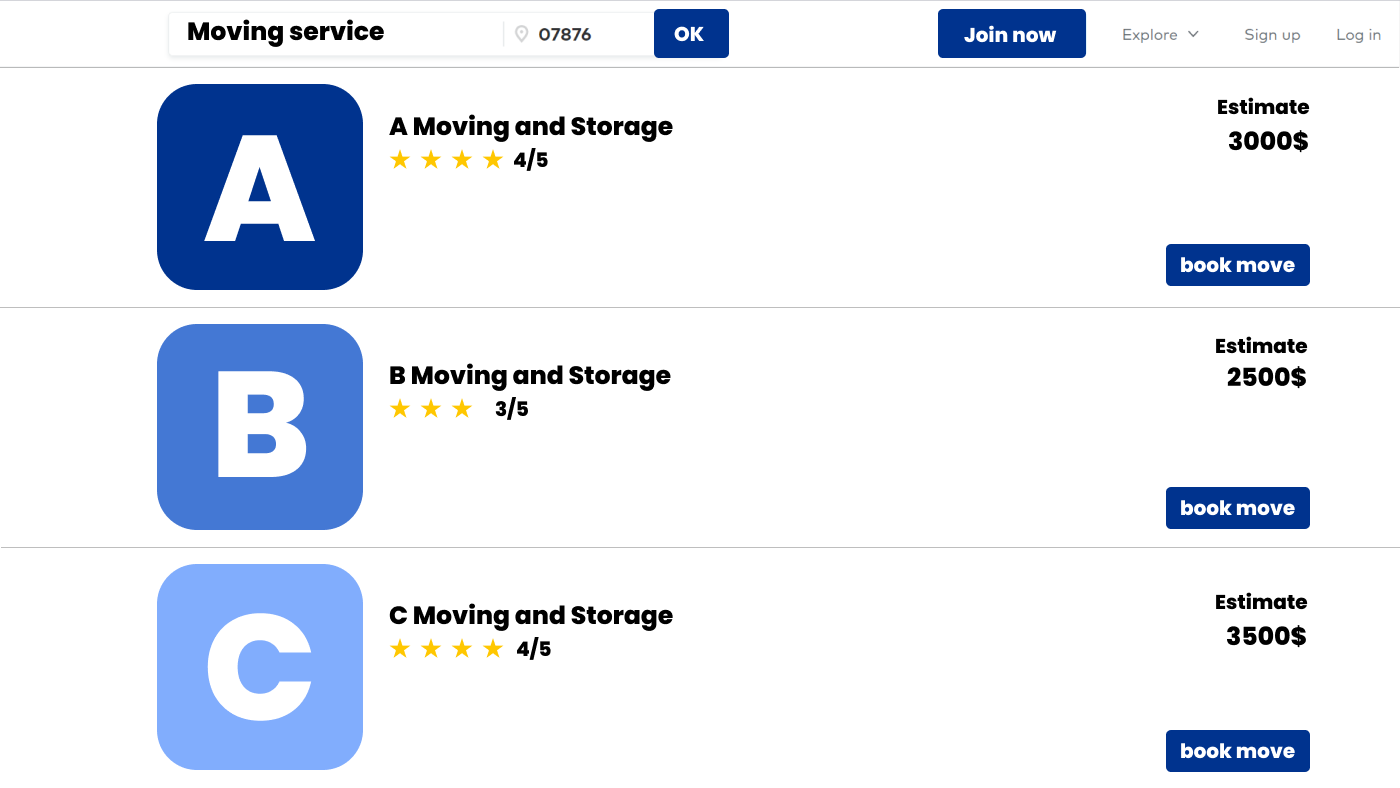 Moving service 07876 OK Join now Explore Sign up Log in
A
A Moving and Storage
4/5
Estimate
3000$
book move
B
B Moving and Storage
3/5
Estimate
2500$
book move
C
C Moving and Storage
4/5
Estimate
3500$
book move